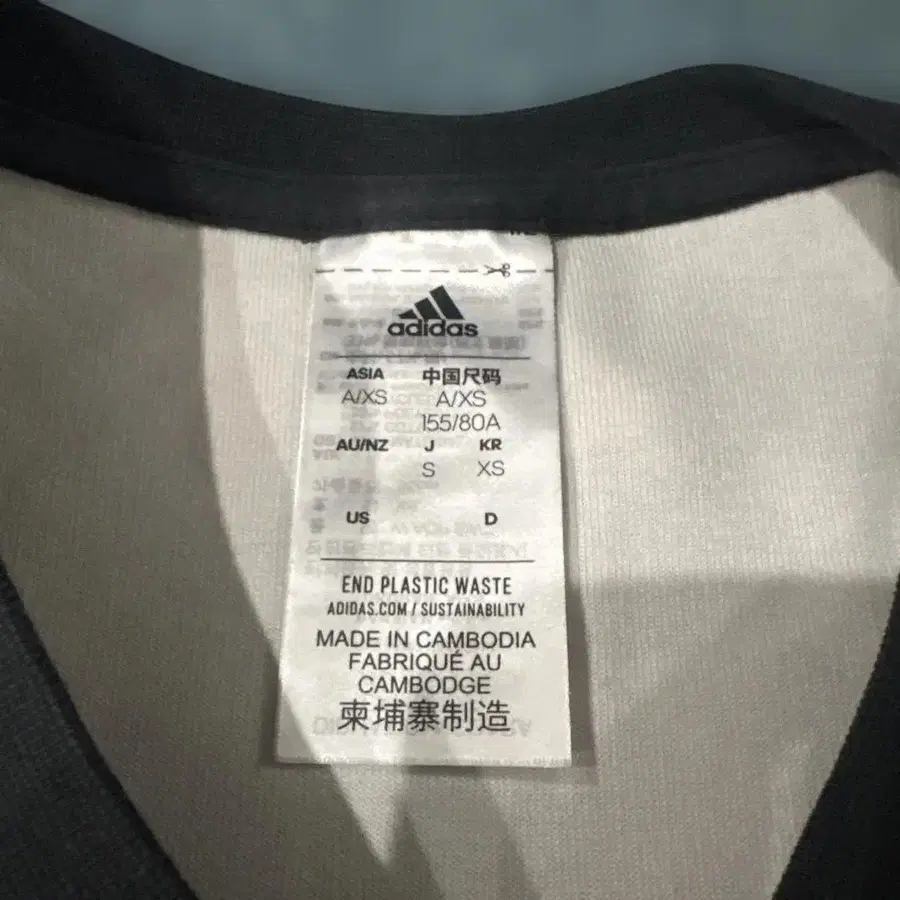 adidas
ASIA 中国尺码
A/XS A/XS
155/80A
AU/NZ J KR
S XS
US D
END PLASTIC WASTE
ADIDAS.COM / SUSTAINABILITY
MADE IN CAMBODIA
FABRIQUÉ AU
CAMBODGE
柬埔寨制造